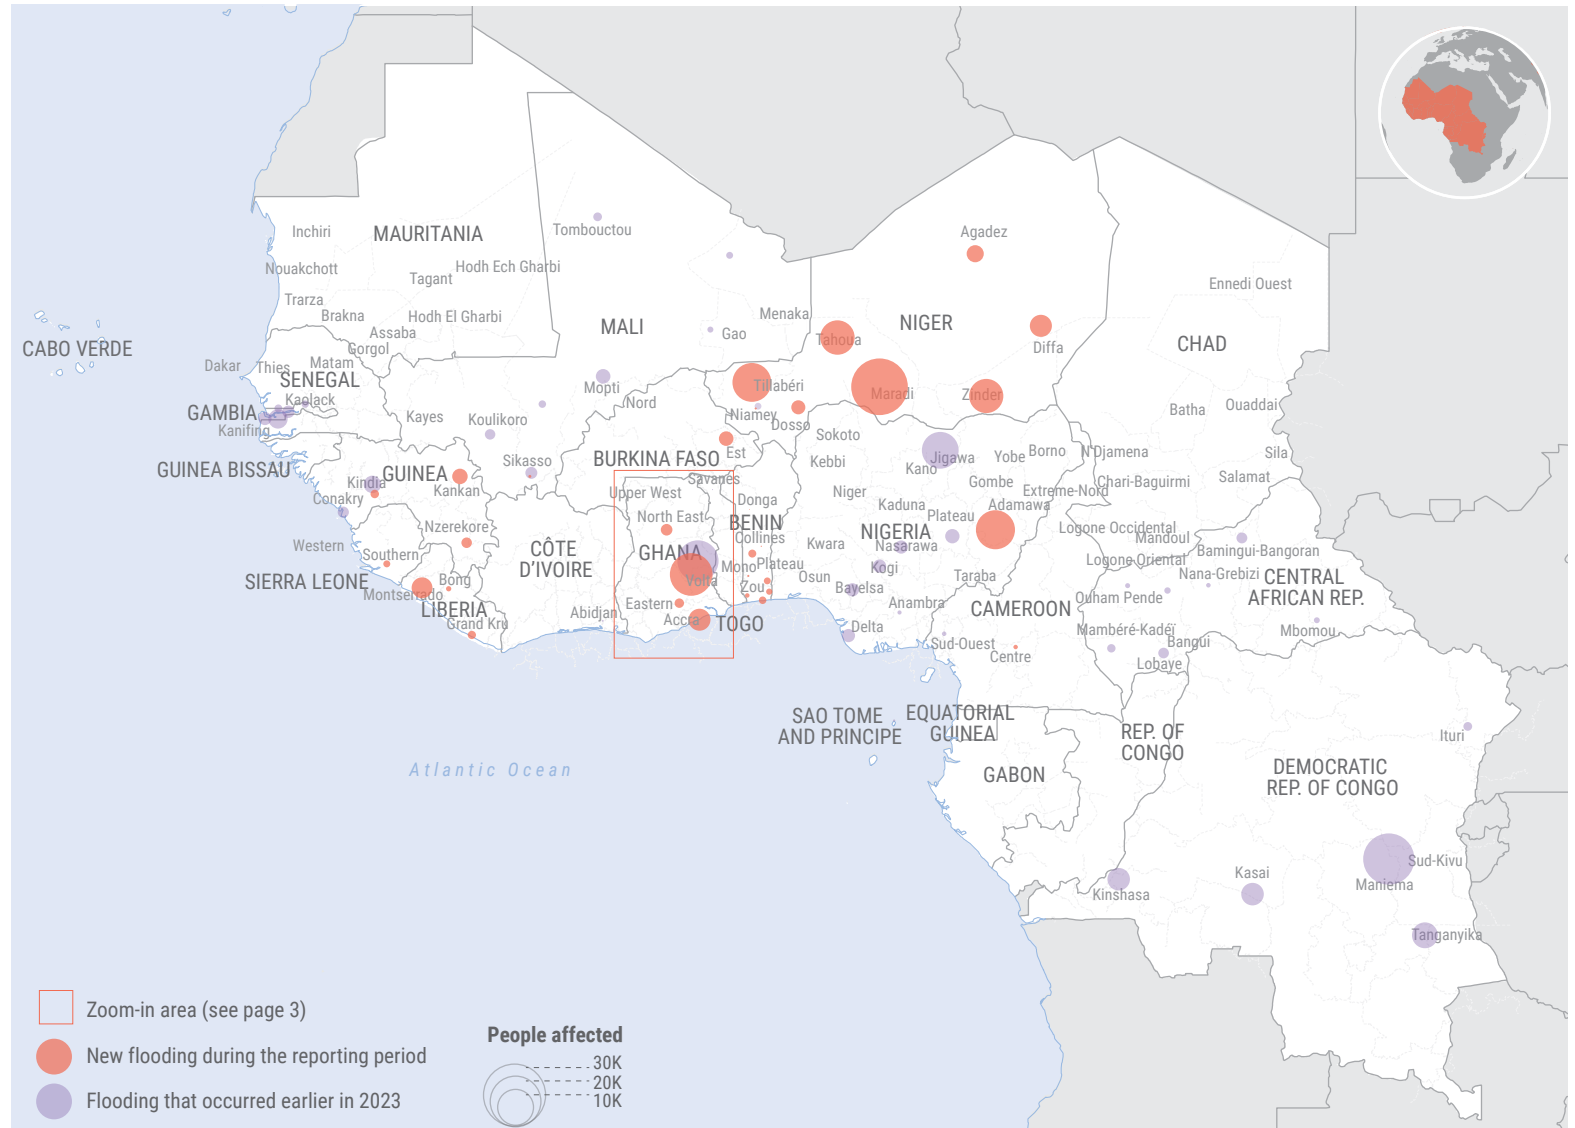 Agadez
Tombouctou
Inchiri
MAURITANIA
Nouakchott
Hodh Ech Gharbi
Tagant
Ennedi Ouest
Trarza
Brakna
Hodh El Gharbi
Menaka
Assaba
Gorgol
MALI
Gao
NIGER
Tahoua
Diffa
CHAD
CABO VERDE
Dakar
Thies
Matam
SENEGAL
Kaolack
Mopti
Tillabéri
Maradi
Zinder
GAMBIA
Kanifing
Kayes
Koulikoro
Nord
Niamey
Dosso
Batha
Ouaddai
Sokoto
GUINEA BISSAU
GUINEA
Sikasso
BURKINA FASO
Est
Kebbi
Kano
Jigawa
Yobe
Borno
N'Djamena
Sila
Kindia
Conakry
Kankan
Savanes
Upper West
Donga
Niger
Gombe
Extreme-Nord
Chari-Baguirmi
Salamat
Kaduna
Adamawa
Nzerekore
North East
BENIN
Collines
Plateau
NIGERIA
Nasarawa
Logone Occidental
Mandoul
Western
Southern
CÔTE
D'IVOIRE
GHANA
Kwara
Bamingui-Bangoran
Logone-Oriental
Mono
Plateau
Kogi
SIERRA LEONE
Bong
Montserrado
Volta
Zou
Osun
Bayelsa
Taraba
Nana-Grebizi
CENTRAL
AFRICAN REP.
LIBERIA
Grand Kru
Abidjan
Eastern
Accra
TOGO
Anambra
CAMEROON
Ouham Pende
Delta
Sud-Ouest
Centre
Mambéré-Kadéï
Bangui
Lobaye
Mbomou
SAO TOME
AND PRINCIPE
EQUATORIAL
GUINEA
REP. OF
CONGO
Ituri
Atlantic Ocean
GABON
DEMOCRATIC
REP. OF CONGO
Kinshasa
Kasai
Sud-Kivu
Maniema
Tanganyika
Zoom-in area (see page 3)
New flooding during the reporting period
Flooding that occurred earlier in 2023
People affected
30K
20K
10K